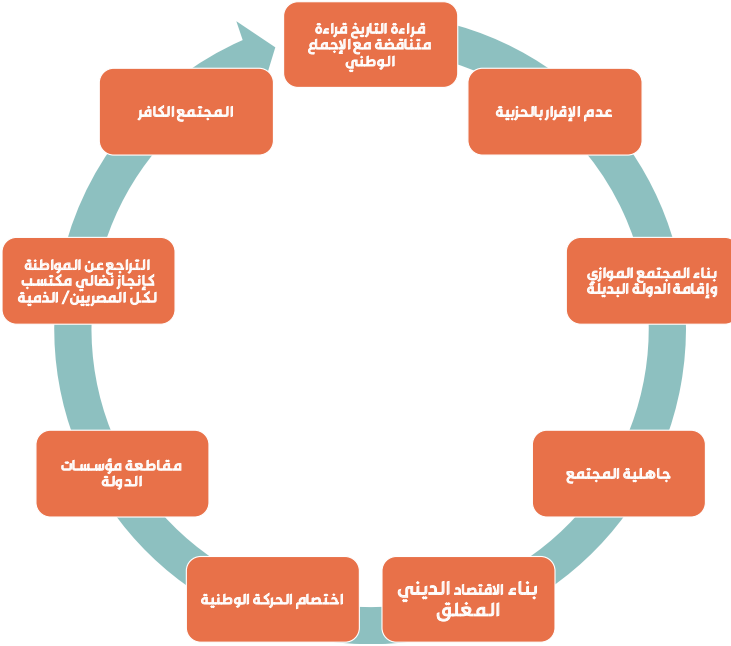 قراءة التاريخ قراءة
متناقضة مع الإجماع
الوطني
عدم الإقرار بالحزبية
بناء المجتمع الموازي
وإقامة الدولة البديلة
جاهلية المجتمع
بناء الاقتصاد الديني
المغلق
اختصام الحركة الوطنية
مقاطعة مؤسسات
الدولة
التراجع عن المواطنة
كإنجاز نضالي مكتسب
لكل المصريين/ الذمية
المجتمع الكافر